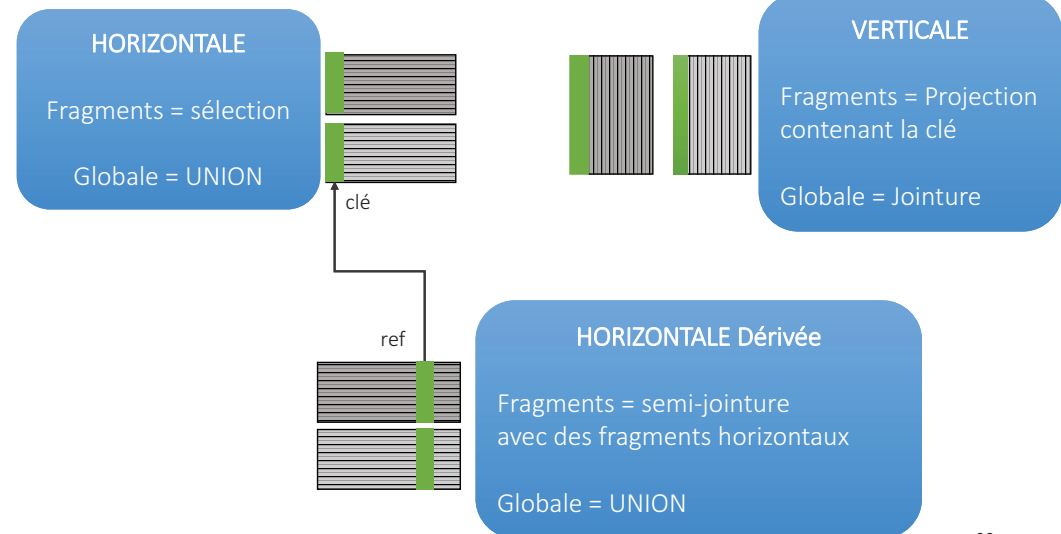 HORIZONTALE
Fragments = sélection
Globale = UNION
clé
VERTICALE
Fragments = Projection
contenant la clé
Globale = Jointure
ref
HORIZONTALE Dérivée
Fragments = semi-jointure
avec des fragments horizontaux
Globale = UNION